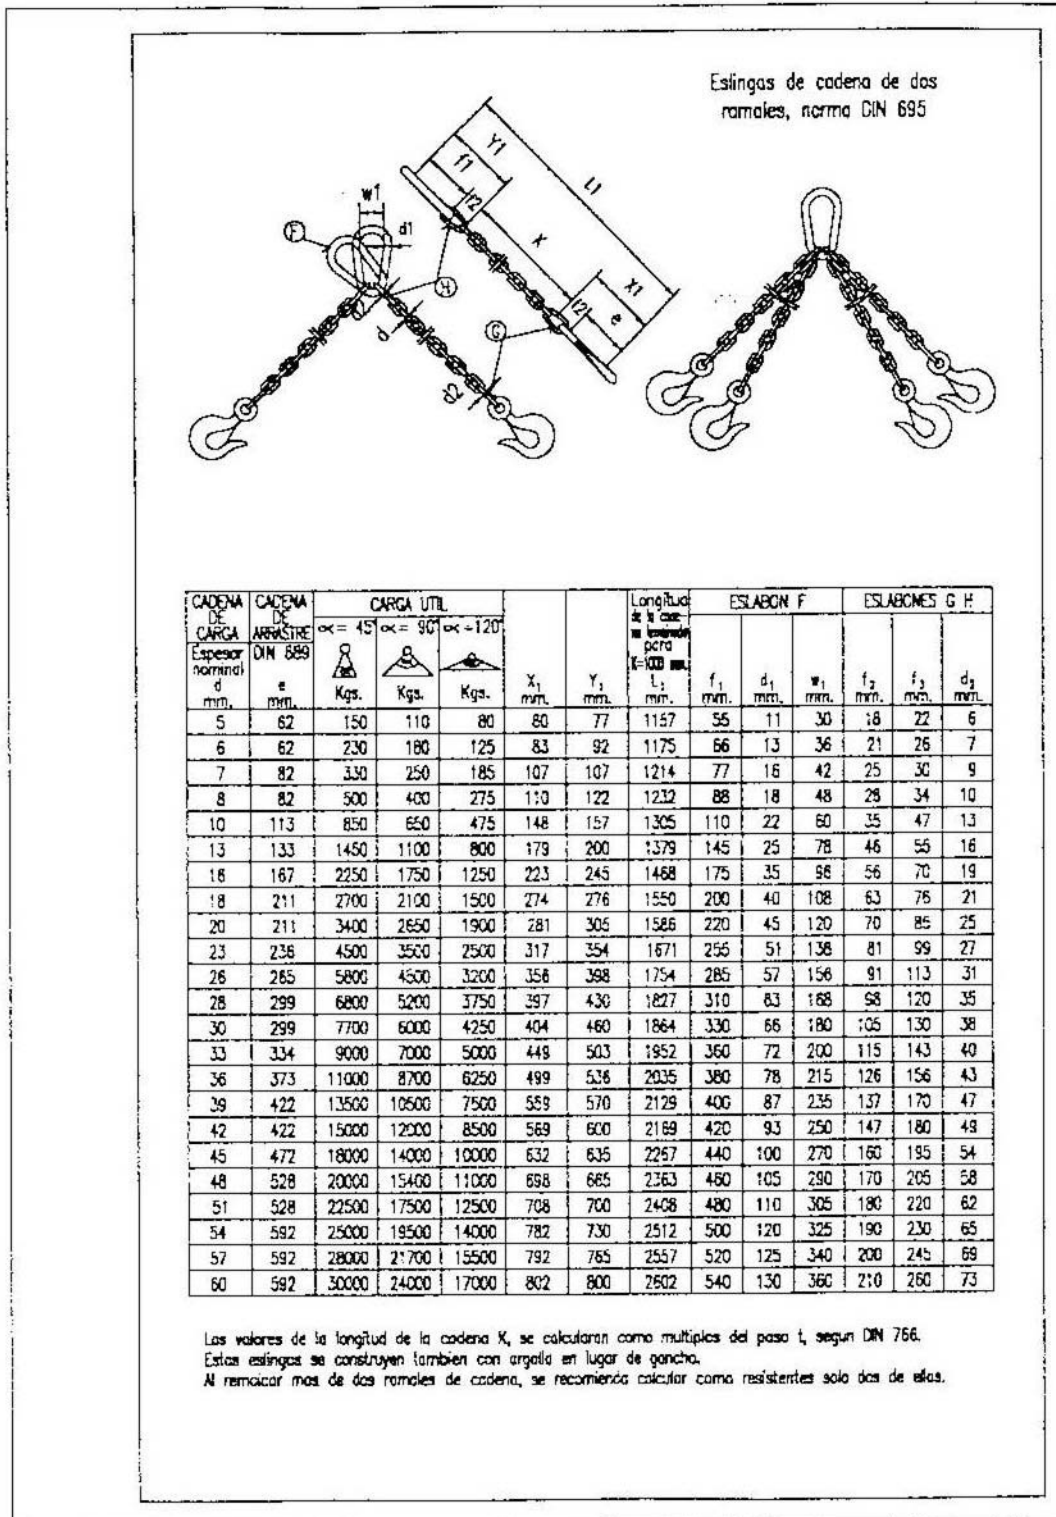 Eslingas de cadena de dos
ramales, norma DIN 695
Y1
L1
f1
f2
w1
F
d1
K
H
X1
f2
e
G
d
d2
CADENA DE CARGA CADENA DE ARRASTRE CARGA UTIL Longitud de la cade- na terminada para K=1000 mm. ESLABON F ESLABONES G H
∝= 45° ∝= 90° ∝=120°
Espesor nominal d mm. DIN 689 e mm. Kgs. Kgs. Kgs. X1 mm. Y1 mm. L1 mm. f1 mm. d1 mm. w1 mm. f2 mm. f3 mm. d2 mm.
5 62 150 110 80 80 77 1157 55 11 30 18 22 6
6 62 230 180 125 83 92 1175 66 13 36 21 26 7
7 82 330 250 185 107 107 1214 77 16 42 25 30 9
8 82 500 400 275 110 122 1232 88 18 48 28 34 10
10 113 850 650 475 148 157 1305 110 22 60 35 47 13
13 133 1450 1100 800 179 200 1379 145 25 78 46 55 16
16 167 2250 1750 1250 223 245 1468 175 35 96 56 70 19
18 211 2700 2100 1500 274 276 1550 200 40 108 63 76 21
20 211 3400 2650 1900 281 305 1586 220 45 120 70 85 25
23 236 4500 3500 2500 317 354 1671 255 51 138 81 99 27
26 265 5800 4500 3200 356 398 1754 285 57 156 91 113 31
28 299 6800 5200 3750 397 430 1827 310 63 168 98 120 35
30 299 7700 6000 4250 404 460 1864 330 66 180 105 130 38
33 334 9000 7000 5000 449 503 1952 360 72 200 115 143 40
36 373 11000 8700 6250 499 536 2035 380 78 215 126 156 43
39 422 13500 10500 7500 559 570 2129 400 87 235 137 170 47
42 422 15000 12000 8500 569 600 2169 420 93 250 147 180 49
45 472 18000 14000 10000 632 635 2267 440 100 270 160 195 54
48 528 20000 15400 11000 698 665 2363 460 105 290 170 205 58
51 528 22500 17500 12500 708 700 2408 480 110 305 180 220 62
54 592 25000 19500 14000 782 730 2512 500 120 325 190 230 65
57 592 28000 21700 15500 792 765 2557 520 125 340 200 245 69
60 592 30000 24000 17000 802 800 2602 540 130 360 210 260 73
Los valores de la longitud de la cadena K, se calcularan como multiplos del paso t, segun DIN 766.
Estas eslingas se construyen tambien con argolla en lugar de gancho.
Al remolcar mas de dos ramales de cadena, se recomienda calcular como resistentes solo dos de ellas.